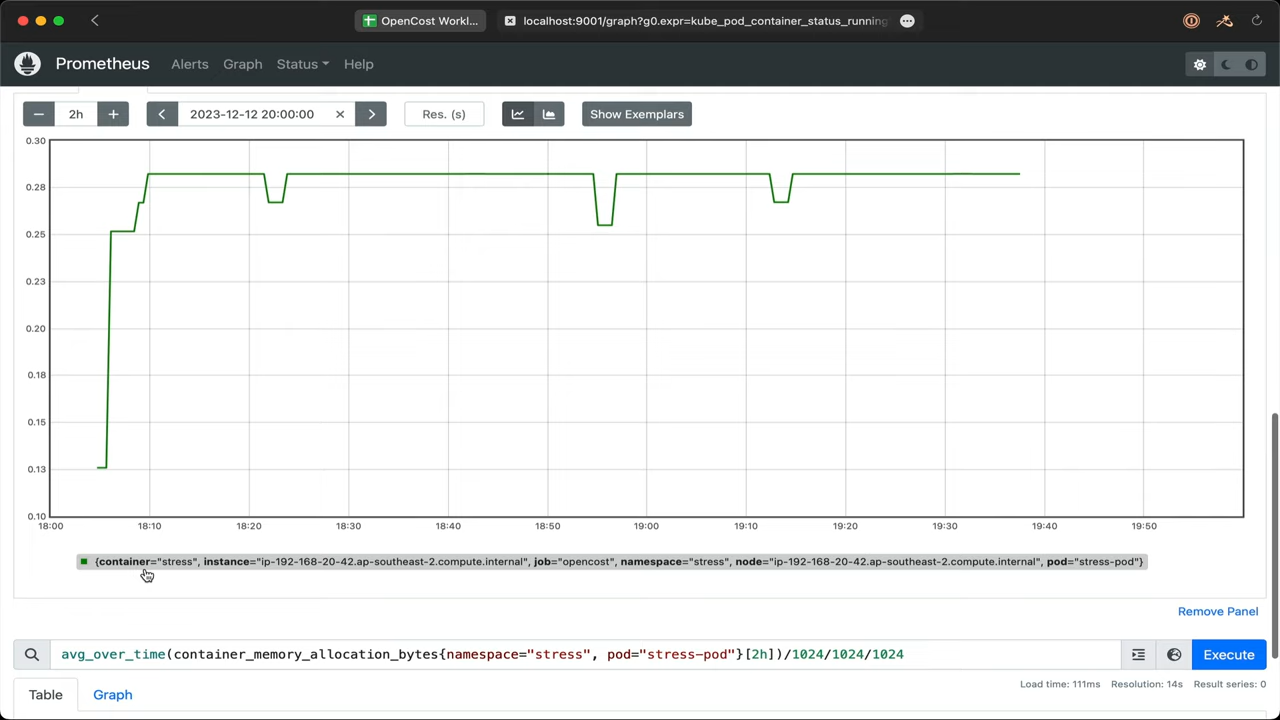 OpenCost Workl...
localhost:9001/graph?g0.expr=kube_pod_container_status_running
Prometheus Alerts Graph Status Help
− 2h + 2023-12-12 20:00:00 × Res. (s) Show Exemplars
0.30
0.28
0.25
0.23
0.20
0.18
0.15
0.13
0.10
18:00 18:10 18:20 18:30 18:40 18:50 19:00 19:10 19:20 19:30 19:40 19:50
{container="stress", instance="ip-192-168-20-42.ap-southeast-2.compute.internal", job="opencost", namespace="stress", node="ip-192-168-20-42.ap-southeast-2.compute.internal", pod="stress-pod"}
Remove Panel
avg_over_time(container_memory_allocation_bytes{namespace="stress", pod="stress-pod"}[2h])/1024/1024/1024
Execute
Load time: 111ms Resolution: 14s Result series: 0
Table Graph